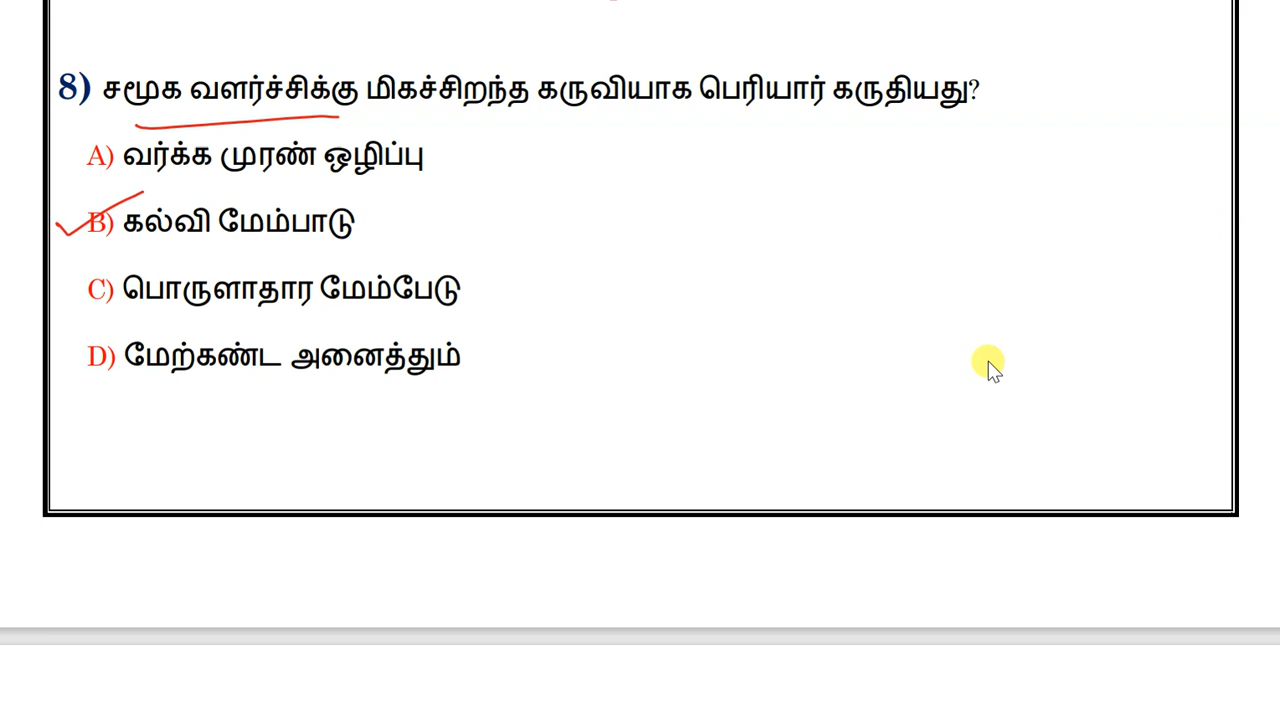 8) சமூக வளர்ச்சிக்கு மிகச்சிறந்த கருவியாக பெரியார் கருதியது?
A) வர்க்க முரண் ஒழிப்பு
B) கல்வி மேம்பாடு
C) பொருளாதார மேம்பேடு
D) மேற்கண்ட அனைத்தும்